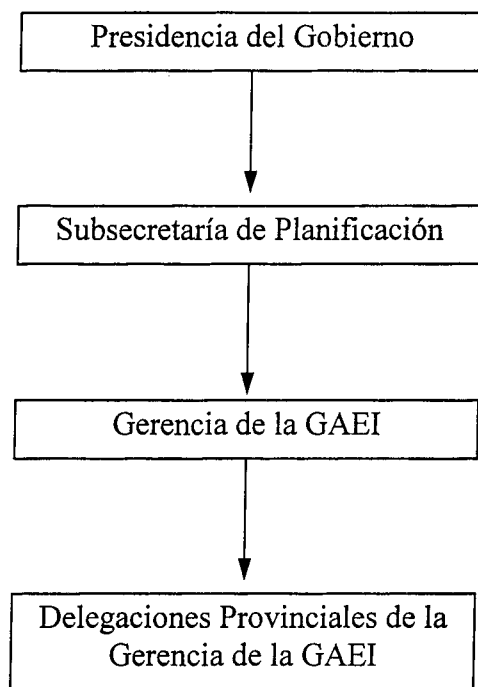 Presidencia del Gobierno
Subsecretaría de Planificación
Gerencia de la GAEI
Delegaciones Provinciales de la
Gerencia de la GAEI